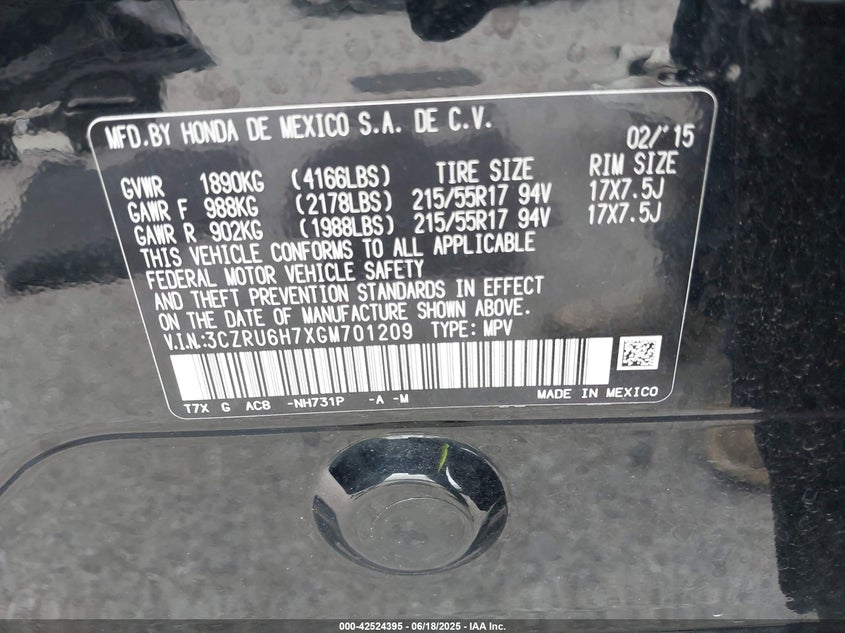 MFD.BY HONDA DE MEXICO S.A. DE C.V. 02/'15
GVWR 1890KG (4166LBS) TIRE SIZE RIM SIZE
GAWR F 988KG (2178LBS) 215/55R17 94V 17X7.5J
GAWR R 902KG (1988LBS) 215/55R17 94V 17X7.5J
THIS VEHICLE CONFORMS TO ALL APPLICABLE
FEDERAL MOTOR VEHICLE SAFETY
AND THEFT PREVENTION STANDARDS IN EFFECT
ON THE DATE OF MANUFACTURE SHOWN ABOVE.
V.I.N.:3CZRU6H7XGM701209 TYPE: MPV
T7X G AC8 -NH731P -A -M MADE IN MEXICO
000-42524395 - 06/18/2025 - IAA Inc.